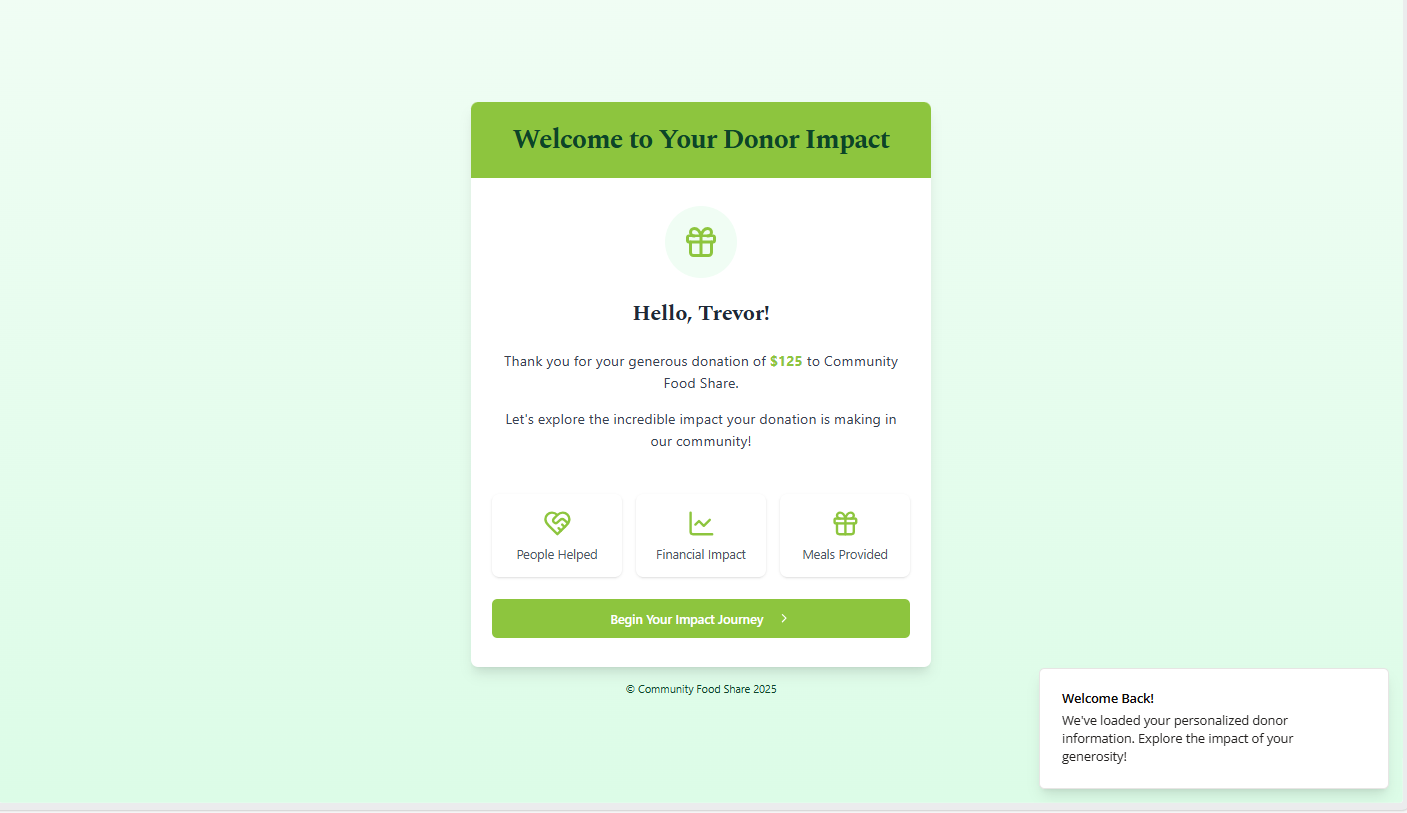 Welcome to Your Donor Impact
Hello, Trevor!
Thank you for your generous donation of $125 to Community
Food Share.
Let's explore the incredible impact your donation is making in
our community!
People Helped
Financial Impact
Meals Provided
Begin Your Impact Journey
© Community Food Share 2025
Welcome Back!
We've loaded your personalized donor
information. Explore the impact of your
generosity!